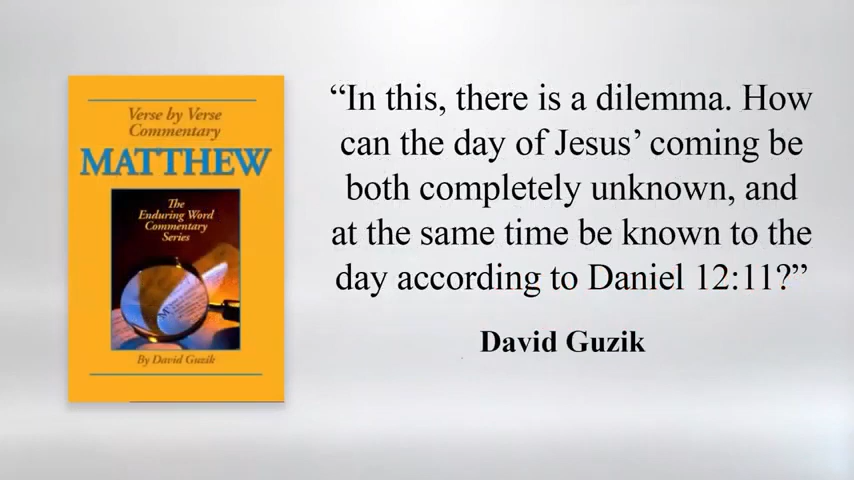 Verse by Verse
Commentary
MATTHEW
The
Enduring Word
Commentary
Series
By David Guzik
“In this, there is a dilemma. How
can the day of Jesus’ coming be
both completely unknown, and
at the same time be known to the
day according to Daniel 12:11?”
David Guzik